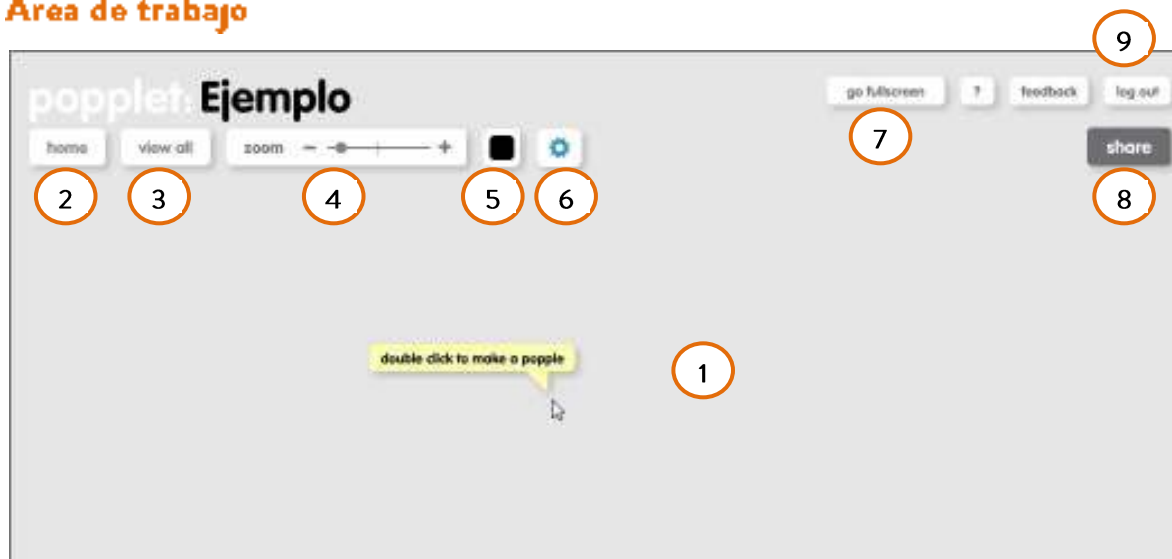 Area de trabajo
9
popplet: Ejemplo
go fullscreen ? feedback log out
7
home view all zoom − + share
2 3 4 5 6 8
double click to make a popple
1